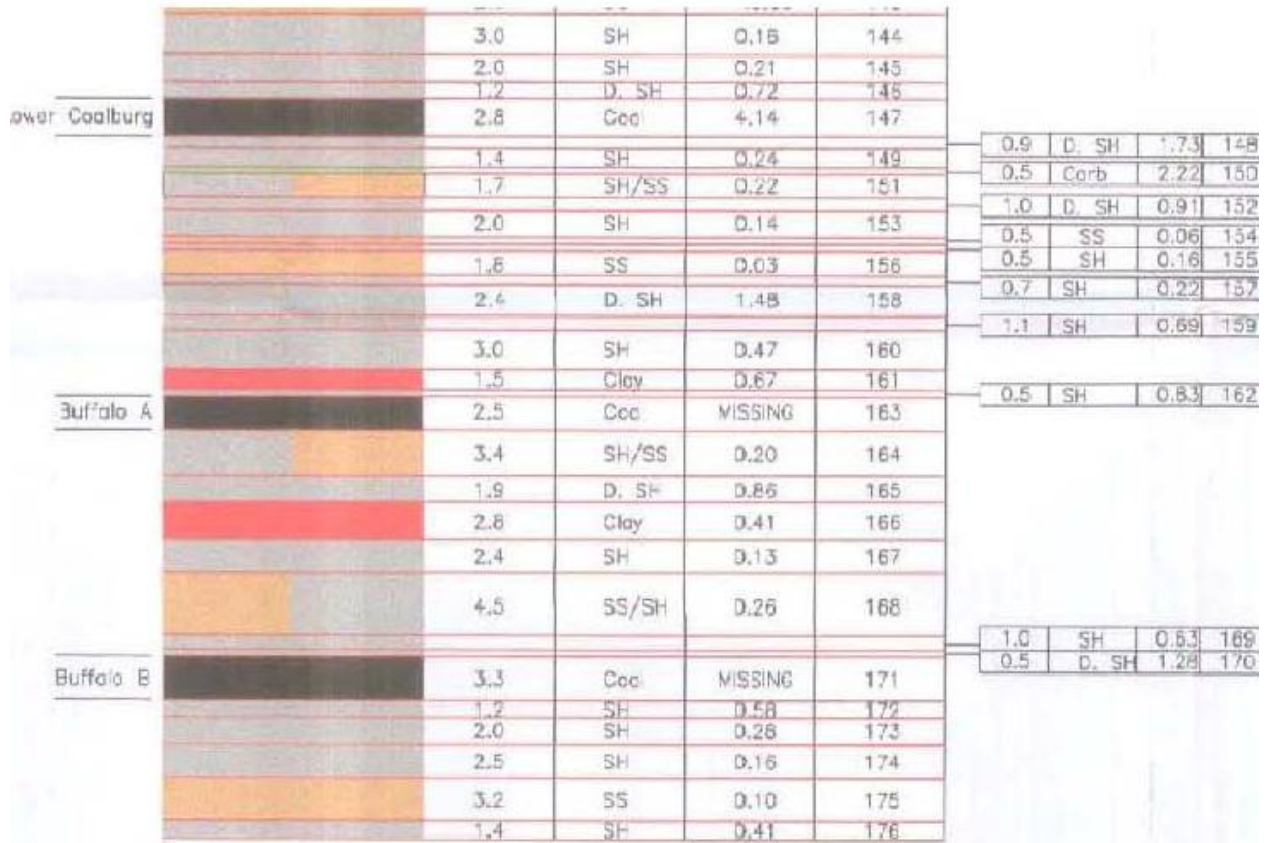 3.0 SH 0.16 144
2.0 SH 0.21 145
1.2 D. SH 0.72 146
ower Coalburg 2.8 Coal 4.14 147
0.9 D. SH 1.73 148
1.4 SH 0.24 149
0.5 Carb 2.22 150
1.7 SH/SS 0.22 151
1.0 D. SH 0.91 152
2.0 SH 0.14 153
0.5 SS 0.06 154
0.5 SH 0.16 155
1.8 SS 0.03 156
0.7 SH 0.22 157
2.4 D. SH 1.48 158
1.1 SH 0.69 159
3.0 SH 0.47 160
1.5 Clay 0.67 161
0.5 SH 0.83 162
Buffalo A 2.5 Coal MISSING 163
3.4 SH/SS 0.20 164
1.9 D. SH 0.86 165
2.8 Clay 0.41 166
2.4 SH 0.13 167
4.5 SS/SH 0.26 168
1.0 SH 0.63 169
0.5 D. SH 1.28 170
Buffalo B 3.3 Coal MISSING 171
1.2 SH 0.58 172
2.0 SH 0.28 173
2.5 SH 0.16 174
3.2 SS 0.10 175
1.4 SH 0.41 176